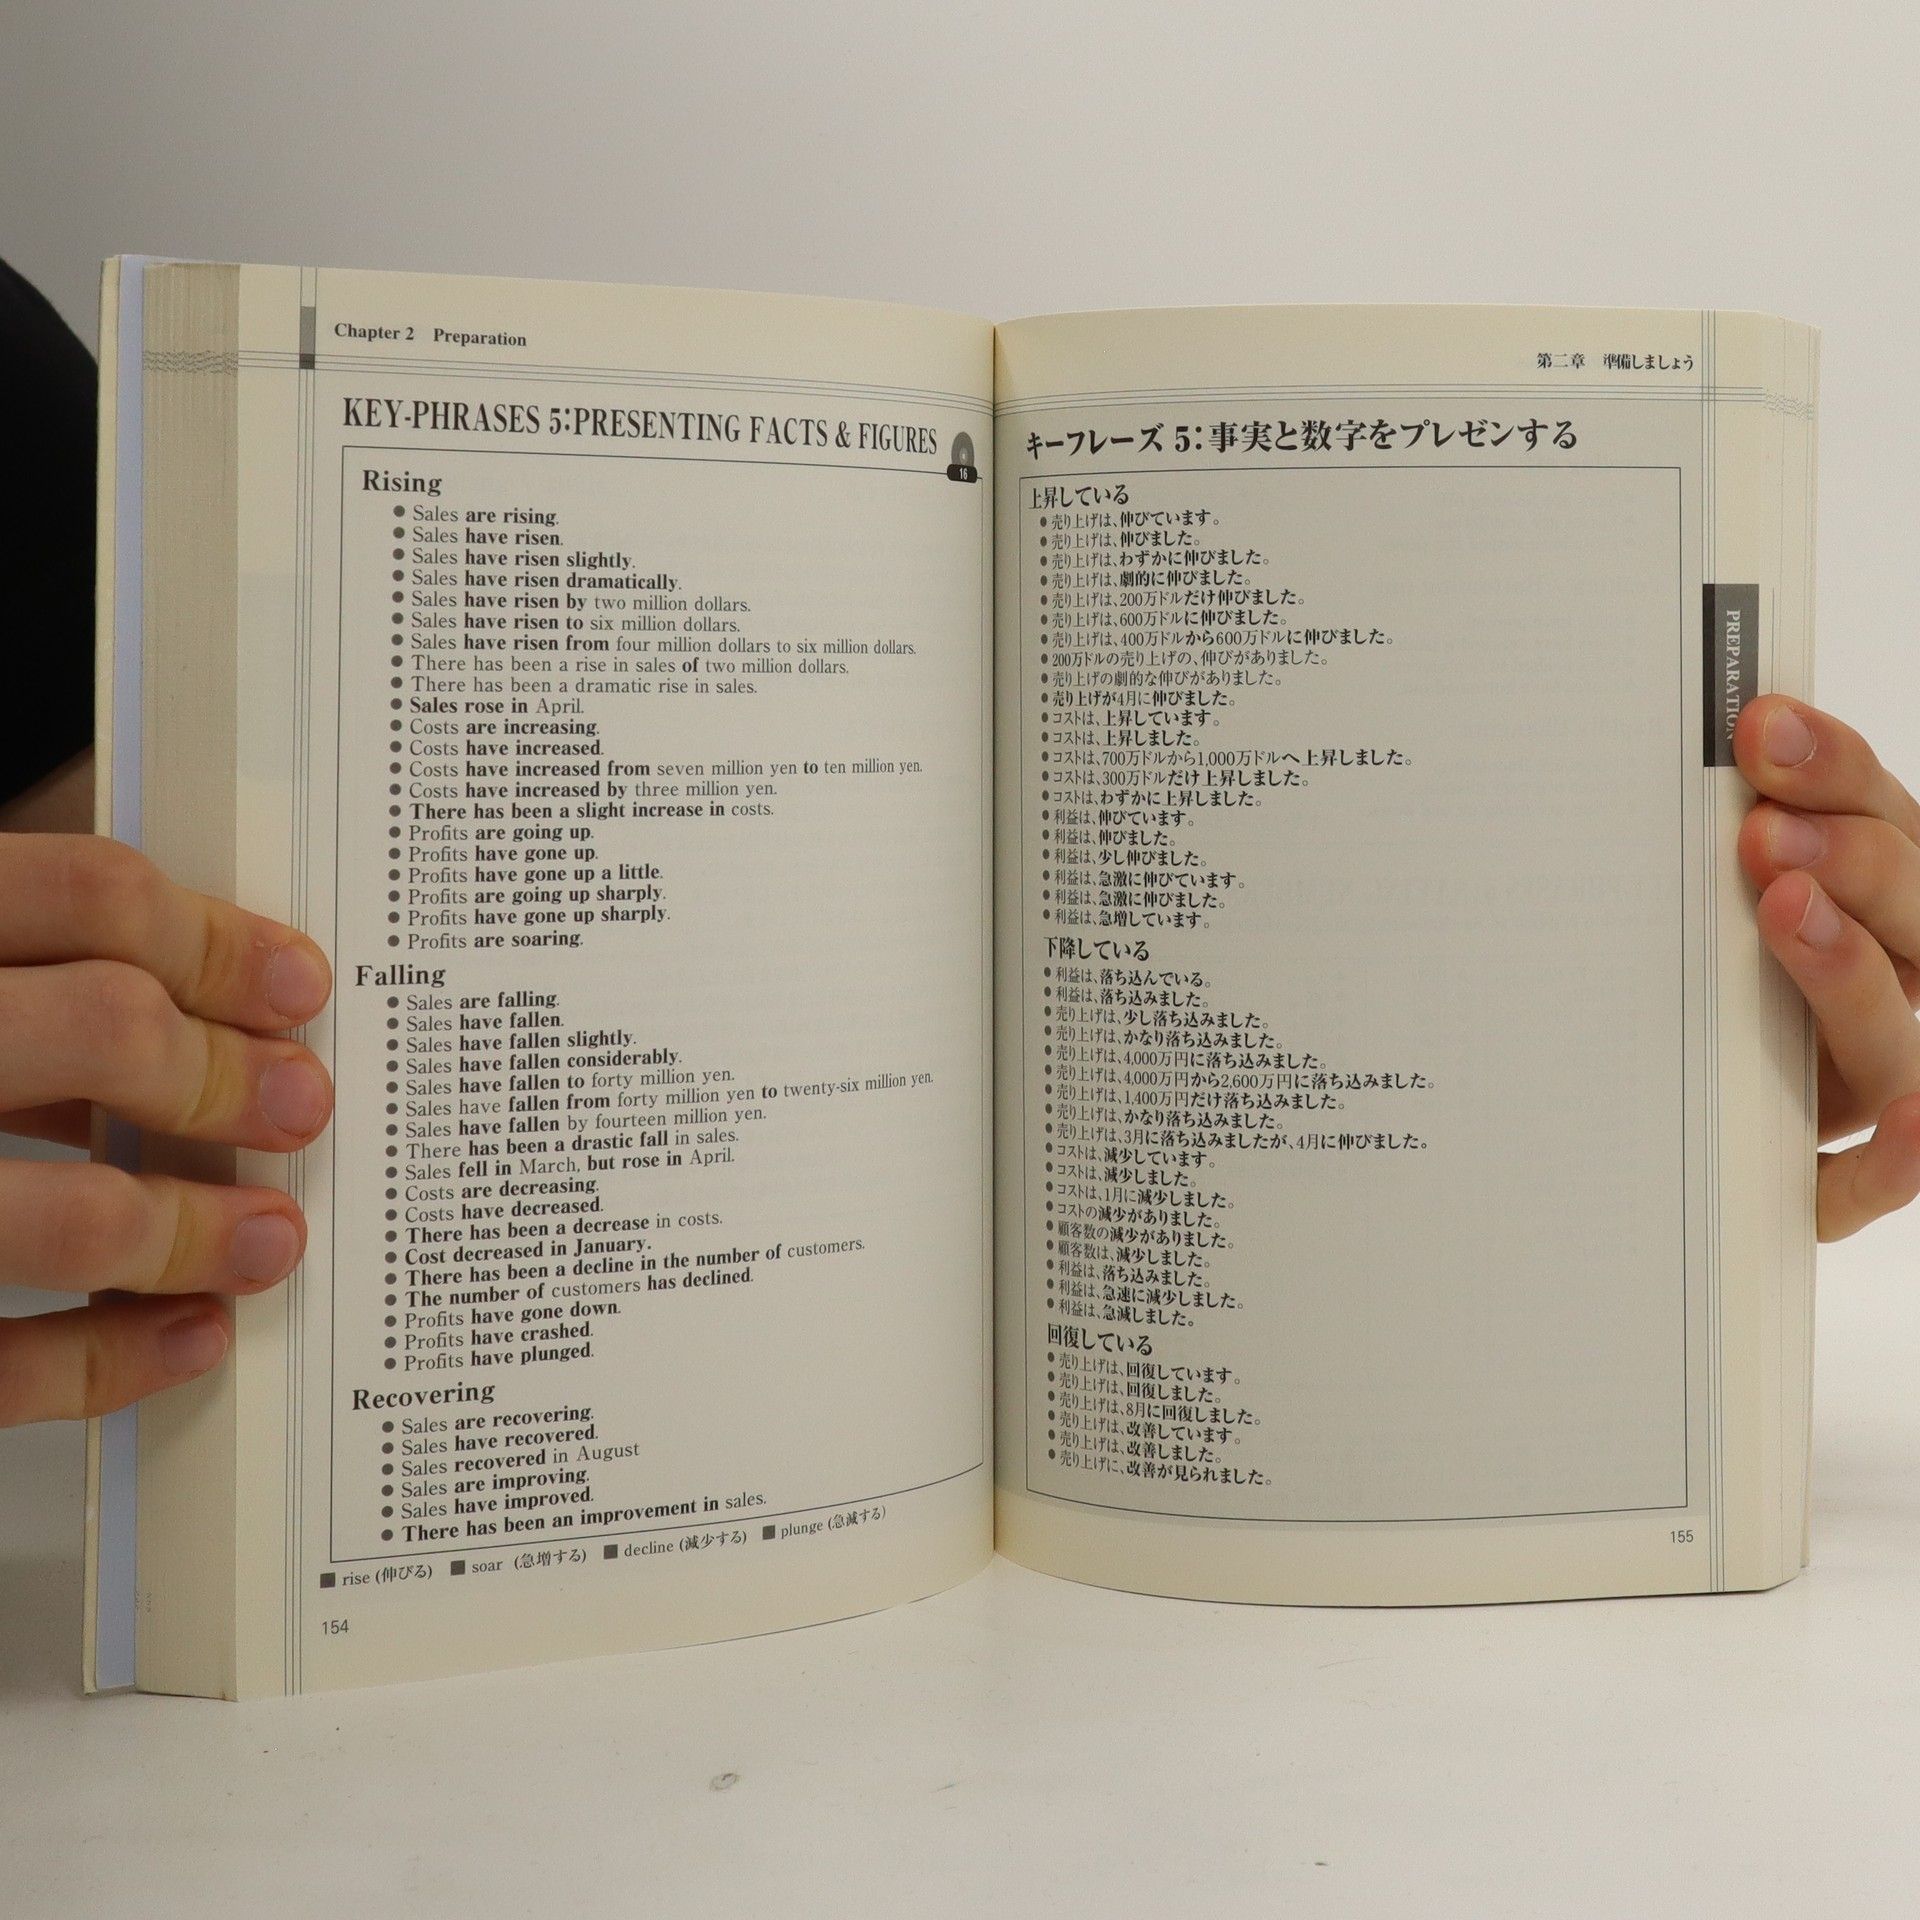 Chapter 2 Preparation
KEY-PHRASES 5:PRESENTING FACTS & FIGURES
16
Rising
● Sales are rising.
● Sales have risen.
● Sales have risen slightly.
● Sales have risen dramatically.
● Sales have risen by two million dollars.
● Sales have risen to six million dollars.
● Sales have risen from four million dollars to six million dollars.
● There has been a rise in sales of two million dollars.
● There has been a dramatic rise in sales.
● Sales rose in April.
● Costs are increasing.
● Costs have increased.
● Costs have increased from seven million yen to ten million yen.
● Costs have increased by three million yen.
● There has been a slight increase in costs.
● Profits are going up.
● Profits have gone up.
● Profits have gone up a little.
● Profits are going up sharply.
● Profits have gone up sharply.
● Profits are soaring.
Falling
● Sales are falling.
● Sales have fallen.
● Sales have fallen slightly.
● Sales have fallen considerably.
● Sales have fallen to forty million yen.
● Sales have fallen from forty million yen to twenty-six million yen.
● Sales have fallen by fourteen million yen.
● There has been a drastic fall in sales.
● Sales fell in March, but rose in April.
● Costs are decreasing.
● Costs have decreased.
● There has been a decrease in costs.
● Cost decreased in January.
● There has been a decline in the number of customers.
● The number of customers has declined.
● Profits have gone down.
● Profits have crashed.
● Profits have plunged.
Recovering
● Sales are recovering.
● Sales have recovered.
● Sales recovered in August
● Sales are improving.
● Sales have improved.
● There has been an improvement in sales.
■ rise (伸びる) ■ soar (急増する) ■ decline (減少する) ■ plunge (急減する)
154
第二章 準備しましょう
キーフレーズ 5:事実と数字をプレゼンする
上昇している
●売り上げは、伸びています。
●売り上げは、伸びました。
●売り上げは、わずかに伸びました。
●売り上げは、劇的に伸びました。
●売り上げは、200万ドルだけ伸びました。
●売り上げは、600万ドルに伸びました。
●売り上げは、400万ドルから600万ドルに伸びました。
●200万ドルの売り上げの、伸びがありました。
●売り上げの劇的な伸びがありました。
●売り上げが4月に伸びました。
●コストは、上昇しています。
●コストは、上昇しました。
●コストは、700万ドルから1,000万ドルへ上昇しました。
●コストは、300万ドルだけ上昇しました。
●コストは、わずかに上昇しました。
●利益は、伸びています。
●利益は、伸びました。
●利益は、少し伸びました。
●利益は、急激に伸びています。
●利益は、急激に伸びました。
●利益は、急増しています。
下降している
●利益は、落ち込んでいる。
●利益は、落ち込みました。
●売り上げは、少し落ち込みました。
●売り上げは、かなり落ち込みました。
●売り上げは、4,000万円に落ち込みました。
●売り上げは、4,000万円から2,600万円に落ち込みました。
●売り上げは、1,400万円だけ落ち込みました。
●売り上げは、かなり落ち込みました。
●売り上げは、3月に落ち込みましたが、4月に伸びました。
●コストは、減少しています。
●コストは、減少しました。
●コストは、1月に減少しました。
●コストの減少がありました。
●顧客数の減少がありました。
●顧客数は、減少しました。
●利益は、落ち込みました。
●利益は、急速に減少しました。
●利益は、急減しました。
回復している
●売り上げは、回復しています。
●売り上げは、回復しました。
●売り上げは、8月に回復しました。
●売り上げは、改善しています。
●売り上げは、改善しました。
●売り上げに、改善が見られました。
PREPARATION
155